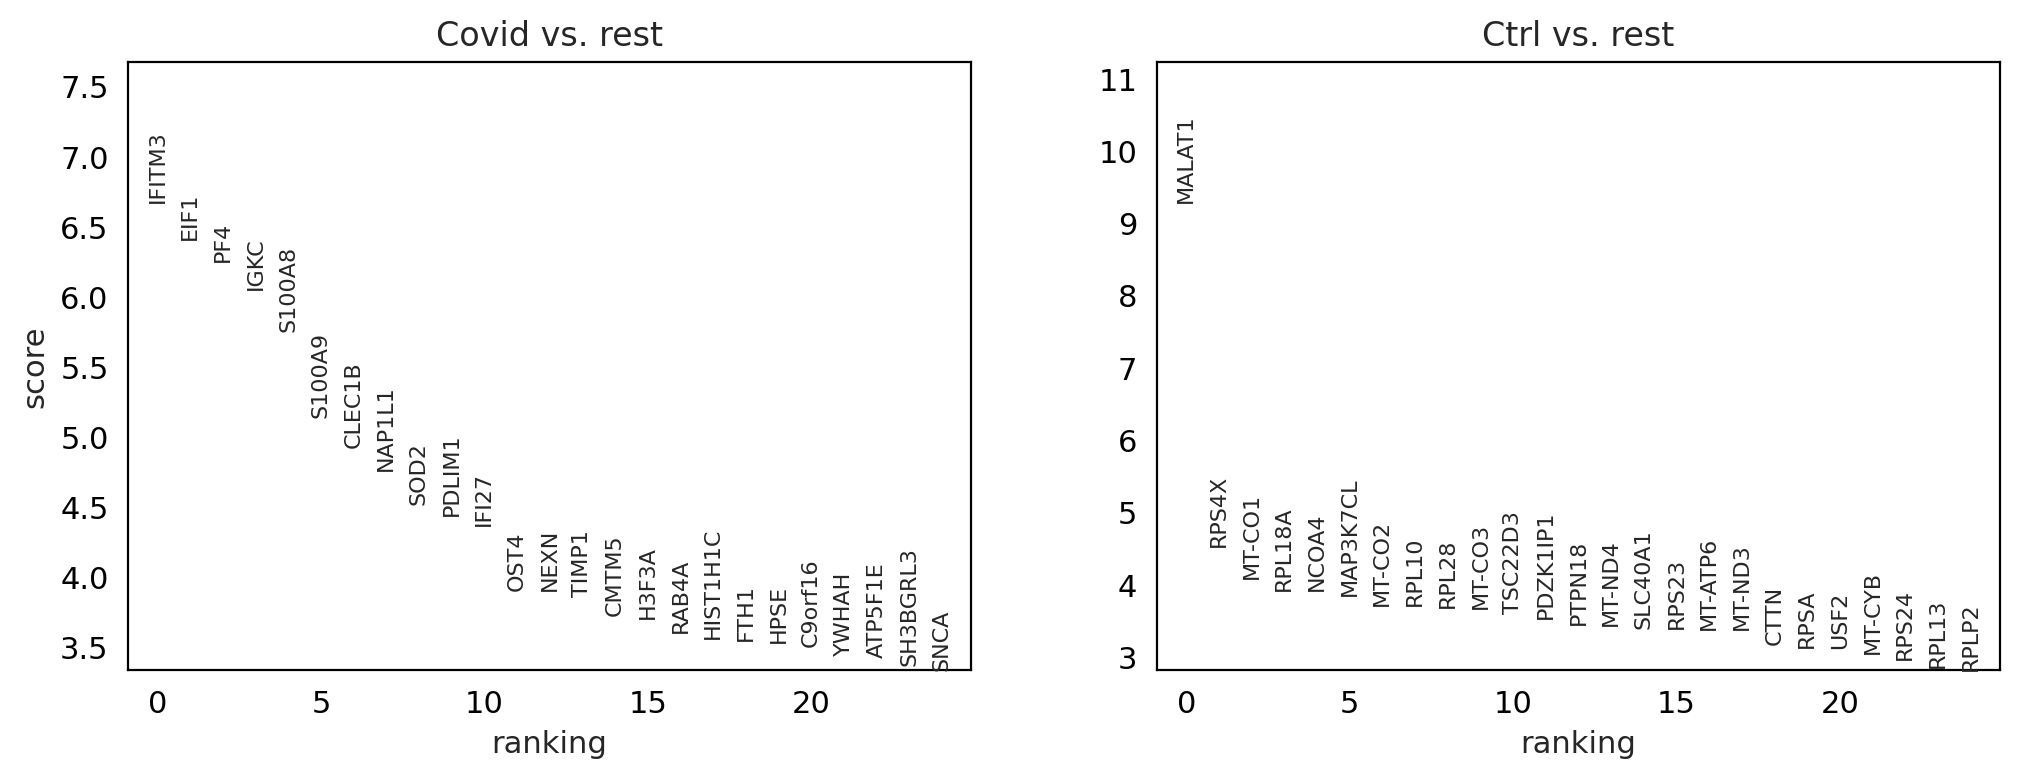 Covid vs. rest
7.5
7.0
6.5
6.0
5.5
5.0
4.5
4.0
3.5
score
IFITM3
EIF1
PF4
IGKC
S100A8
S100A9
CLEC1B
NAP1L1
SOD2
PDLIM1
IFI27
OST4
NEXN
TIMP1
CMTM5
H3F3A
RAB4A
HIST1H1C
FTH1
HPSE
C9orf16
YWHAH
ATP5F1E
SH3BGRL3
SNCA
0 5 10 15 20
ranking
Ctrl vs. rest
11
10
9
8
7
6
5
4
3
MALAT1
RPS4X
MT-CO1
RPL18A
NCOA4
MAP3K7CL
MT-CO2
RPL10
RPL28
MT-CO3
TSC22D3
PDZK1IP1
PTPN18
MT-ND4
SLC40A1
RPS23
MT-ATP6
MT-ND3
CTTN
RPSA
USF2
MT-CYB
RPS24
RPL13
RPLP2
0 5 10 15 20
ranking